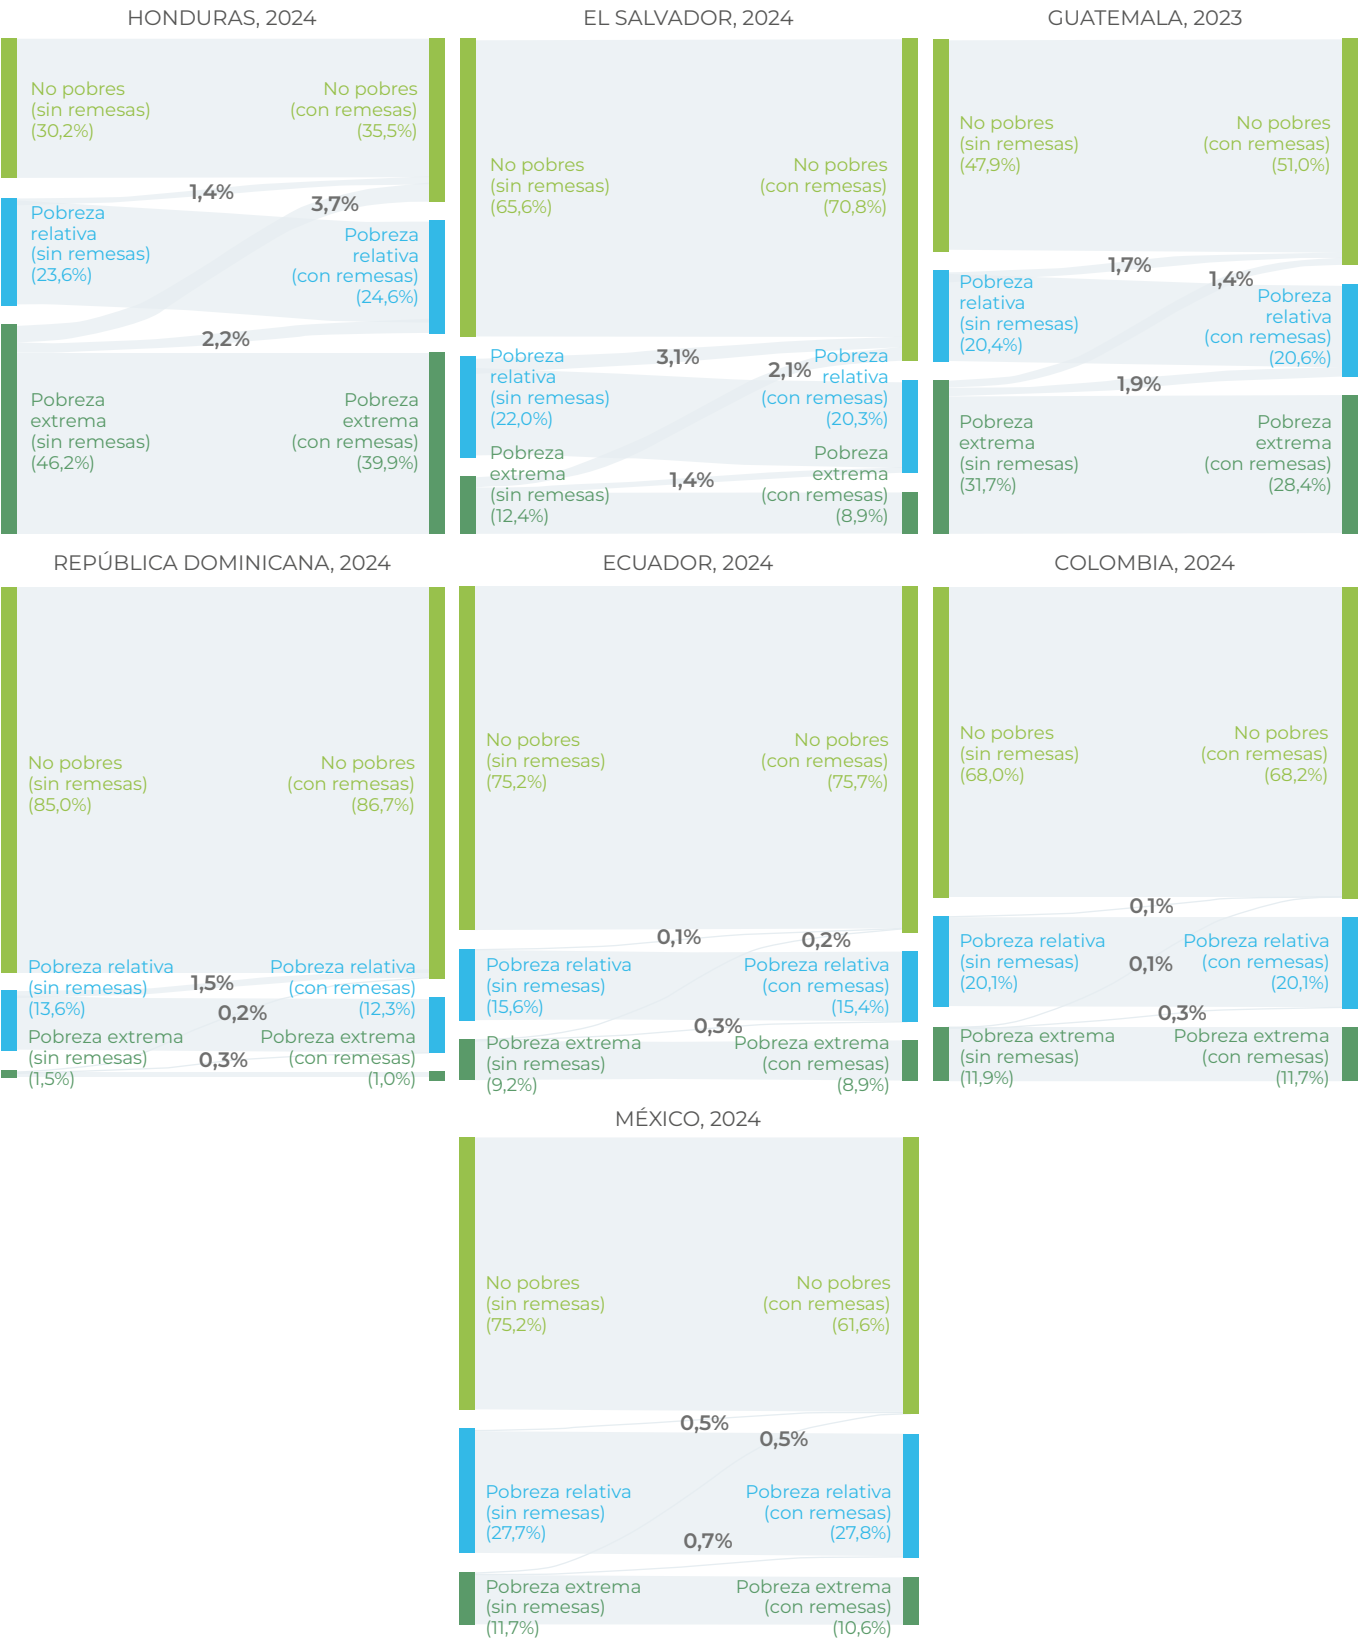 HONDURAS, 2024
No pobres
(sin remesas)
(30,2%)
No pobres
(con remesas)
(35,5%)
1,4%
3,7%
Pobreza
relativa
(sin remesas)
(23,6%)
Pobreza
relativa
(con remesas)
(24,6%)
2,2%
Pobreza
extrema
(sin remesas)
(46,2%)
Pobreza
extrema
(con remesas)
(39,9%)
EL SALVADOR, 2024
No pobres
(sin remesas)
(65,6%)
No pobres
(con remesas)
(70,8%)
3,1%
2,1%
Pobreza
relativa
(sin remesas)
(22,0%)
Pobreza
relativa
(con remesas)
(20,3%)
1,4%
Pobreza
extrema
(sin remesas)
(12,4%)
Pobreza
extrema
(con remesas)
(8,9%)
GUATEMALA, 2023
No pobres
(sin remesas)
(47,9%)
No pobres
(con remesas)
(51,0%)
1,7%
1,4%
Pobreza
relativa
(sin remesas)
(20,4%)
Pobreza
relativa
(con remesas)
(20,6%)
1,9%
Pobreza
extrema
(sin remesas)
(31,7%)
Pobreza
extrema
(con remesas)
(28,4%)
REPÚBLICA DOMINICANA, 2024
No pobres
(sin remesas)
(85,0%)
No pobres
(con remesas)
(86,7%)
1,5%
0,2%
Pobreza relativa
(sin remesas)
(13,6%)
Pobreza relativa
(con remesas)
(12,3%)
0,3%
Pobreza extrema
(sin remesas)
(1,5%)
Pobreza extrema
(con remesas)
(1,0%)
ECUADOR, 2024
No pobres
(sin remesas)
(75,2%)
No pobres
(con remesas)
(75,7%)
0,1%
0,2%
Pobreza relativa
(sin remesas)
(15,6%)
Pobreza relativa
(con remesas)
(15,4%)
0,3%
Pobreza extrema
(sin remesas)
(9,2%)
Pobreza extrema
(con remesas)
(8,9%)
COLOMBIA, 2024
No pobres
(sin remesas)
(68,0%)
No pobres
(con remesas)
(68,2%)
0,1%
0,1%
Pobreza relativa
(sin remesas)
(20,1%)
Pobreza relativa
(con remesas)
(20,1%)
0,3%
Pobreza extrema
(sin remesas)
(11,9%)
Pobreza extrema
(con remesas)
(11,7%)
MÉXICO, 2024
No pobres
(sin remesas)
(75,2%)
No pobres
(con remesas)
(61,6%)
0,5%
0,5%
Pobreza relativa
(sin remesas)
(27,7%)
Pobreza relativa
(con remesas)
(27,8%)
0,7%
Pobreza extrema
(sin remesas)
(11,7%)
Pobreza extrema
(con remesas)
(10,6%)